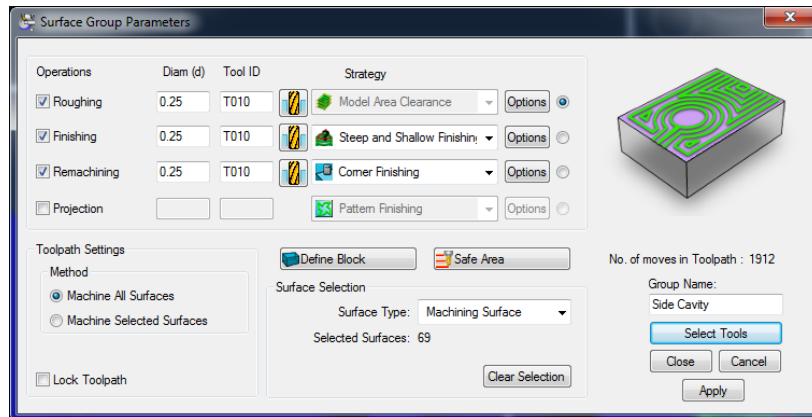 Surface Group Parameters
Operations Diam (d) Tool ID Strategy
Roughing 0.25 T010 Model Area Clearance Options
Finishing 0.25 T010 Steep and Shallow Finishin Options
Remachining 0.25 T010 Corner Finishing Options
Projection Pattern Finishing Options
Toolpath Settings
Method
Machine All Surfaces
Machine Selected Surfaces
Lock Toolpath
Define Block Safe Area
Surface Selection
Surface Type: Machining Surface
Selected Surfaces: 69
Clear Selection
No. of moves in Toolpath : 1912
Group Name:
Side Cavity
Select Tools
Close Cancel
Apply